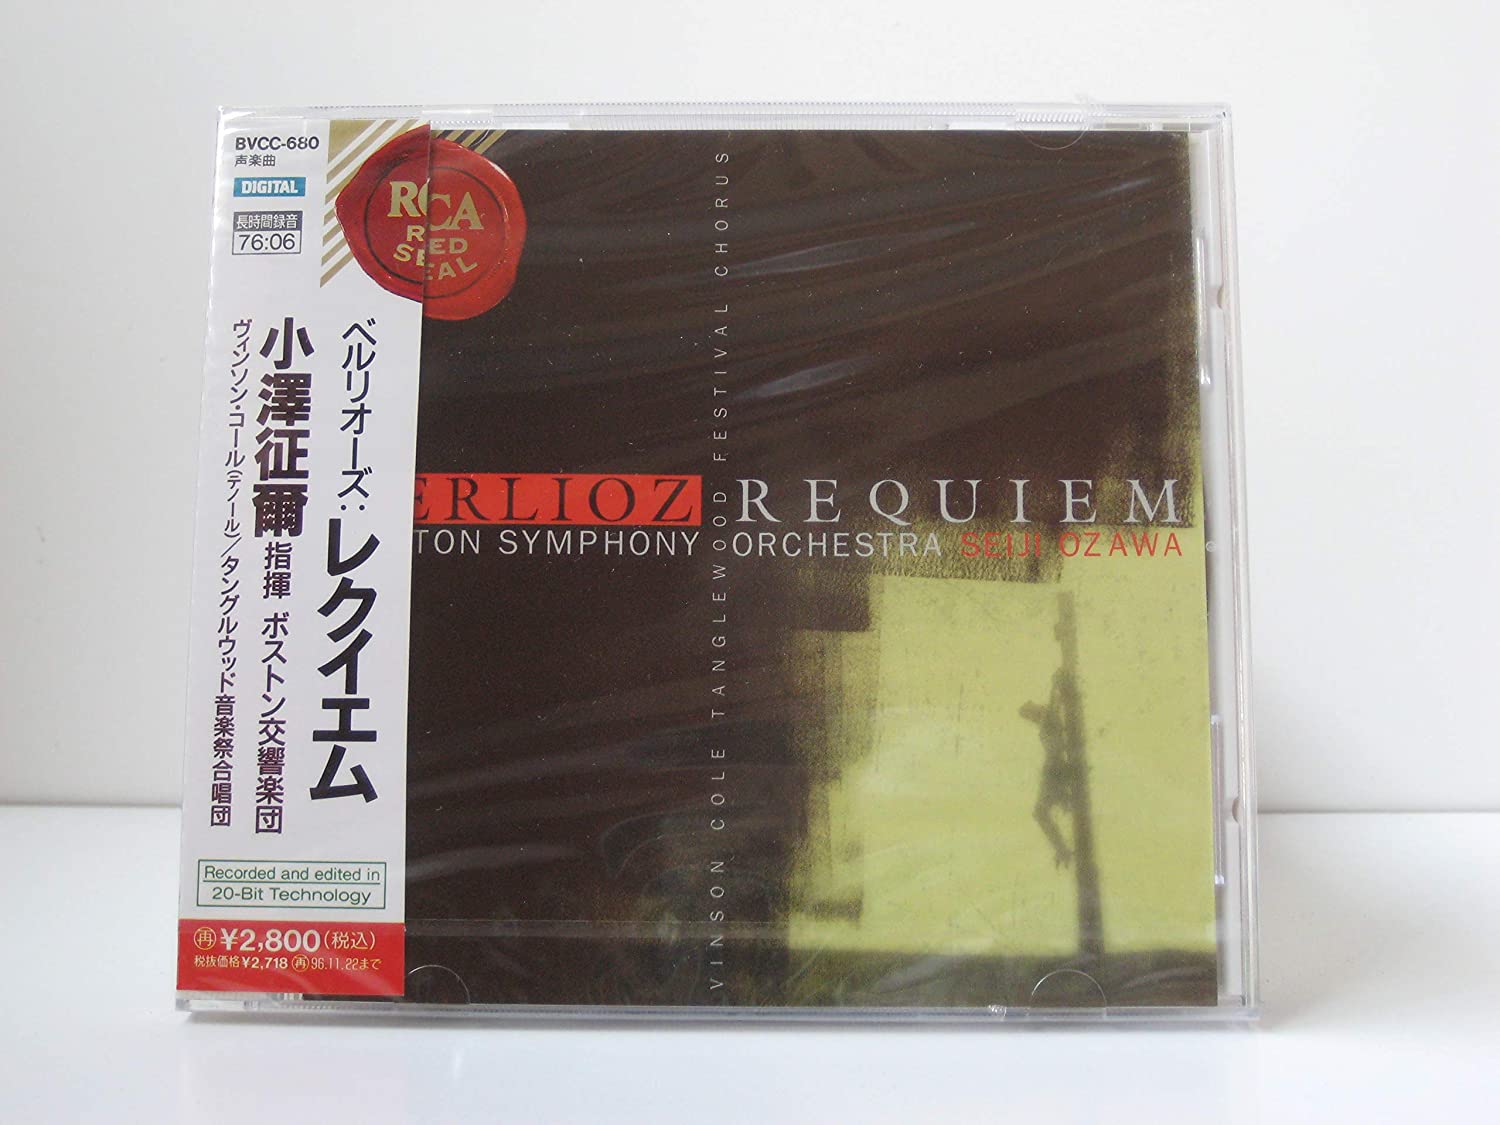 BVCC-680
声楽曲
DIGITAL
長時間録音
76:06
RCA
RED
SEAL
ベルリオーズ:レクイエム
小澤征爾 指揮 ボストン交響楽団
ヴィンソン・コール(テノール)/タングルウッド音楽祭合唱団
Recorded and edited in
20-Bit Technology
再 ¥2,800(税込)
税抜価格¥2,718 再 96.11.22まで
ERLIOZ REQUIEM
TON SYMPHONY ORCHESTRA SEIJI OZAWA
VINSON COLE TANGLEWOOD FESTIVAL CHORUS